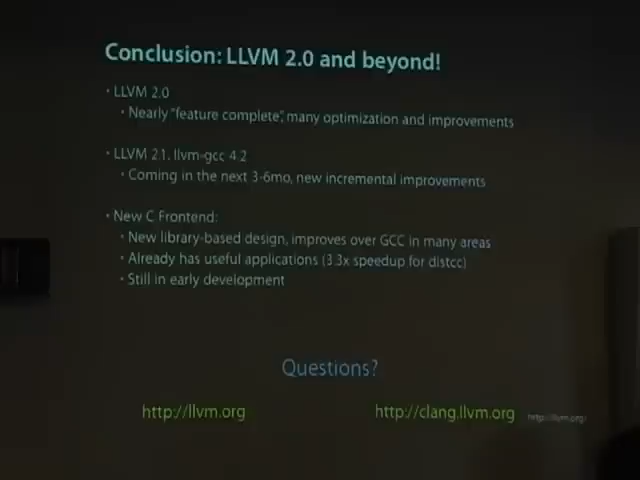 Conclusion: LLVM 2.0 and beyond!
• LLVM 2.0
• Nearly "feature complete", many optimization and improvements
• LLVM 2.1, llvm-gcc 4.2
• Coming in the next 3-6mo, new incremental improvements
• New C Frontend:
• New library-based design, improves over GCC in many areas
• Already has useful applications (3.3x speedup for distcc)
• Still in early development
Questions?
http://llvm.org
http://clang.llvm.org
http://llvm.org/